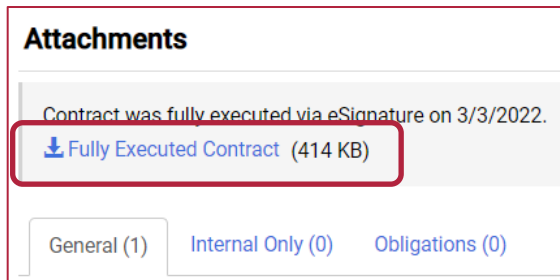 Attachments
Contract was fully executed via eSignature on 3/3/2022.
Fully Executed Contract (414 KB)
General (1) Internal Only (0) Obligations (0)